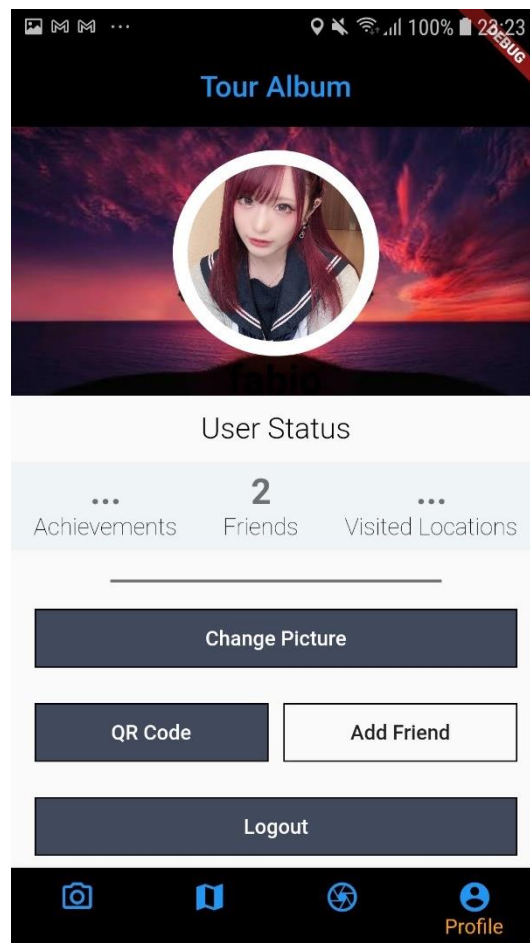 100% 23:23
DEBUG
Tour Album
fabip
User Status
... 2 ...
Achievements Friends Visited Locations
Change Picture
QR Code Add Friend
Logout
Profile